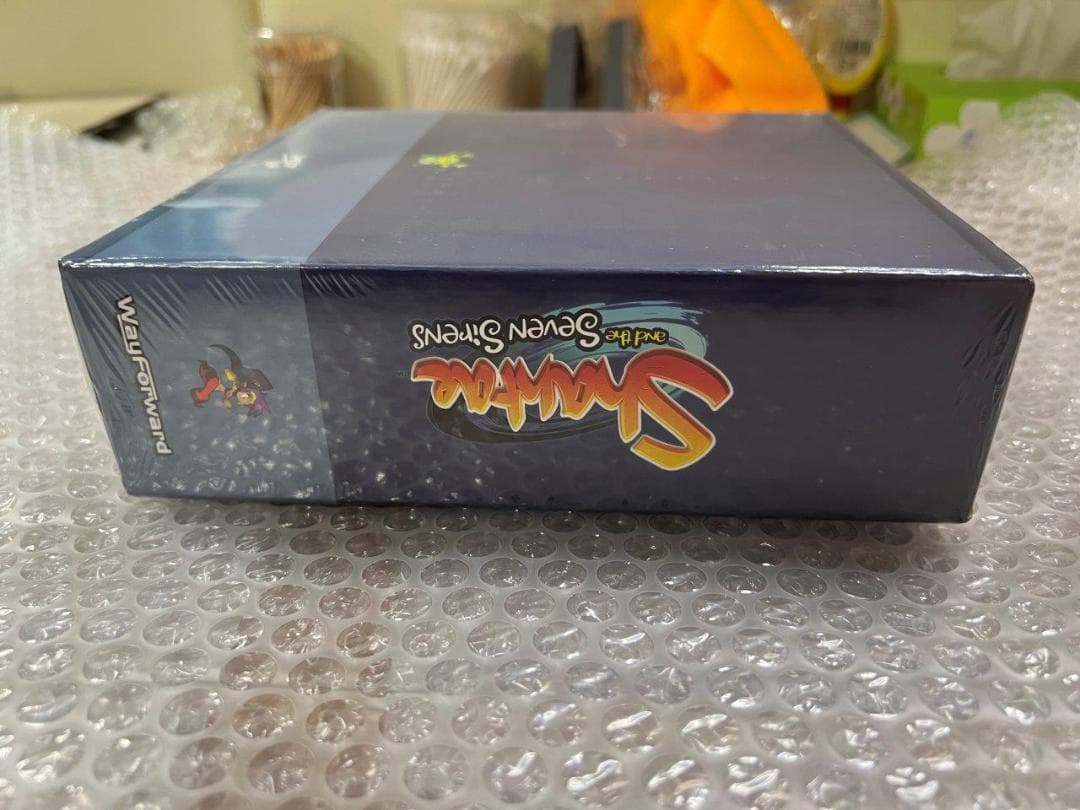 Shantae
and the Seven Sirens
WayForward